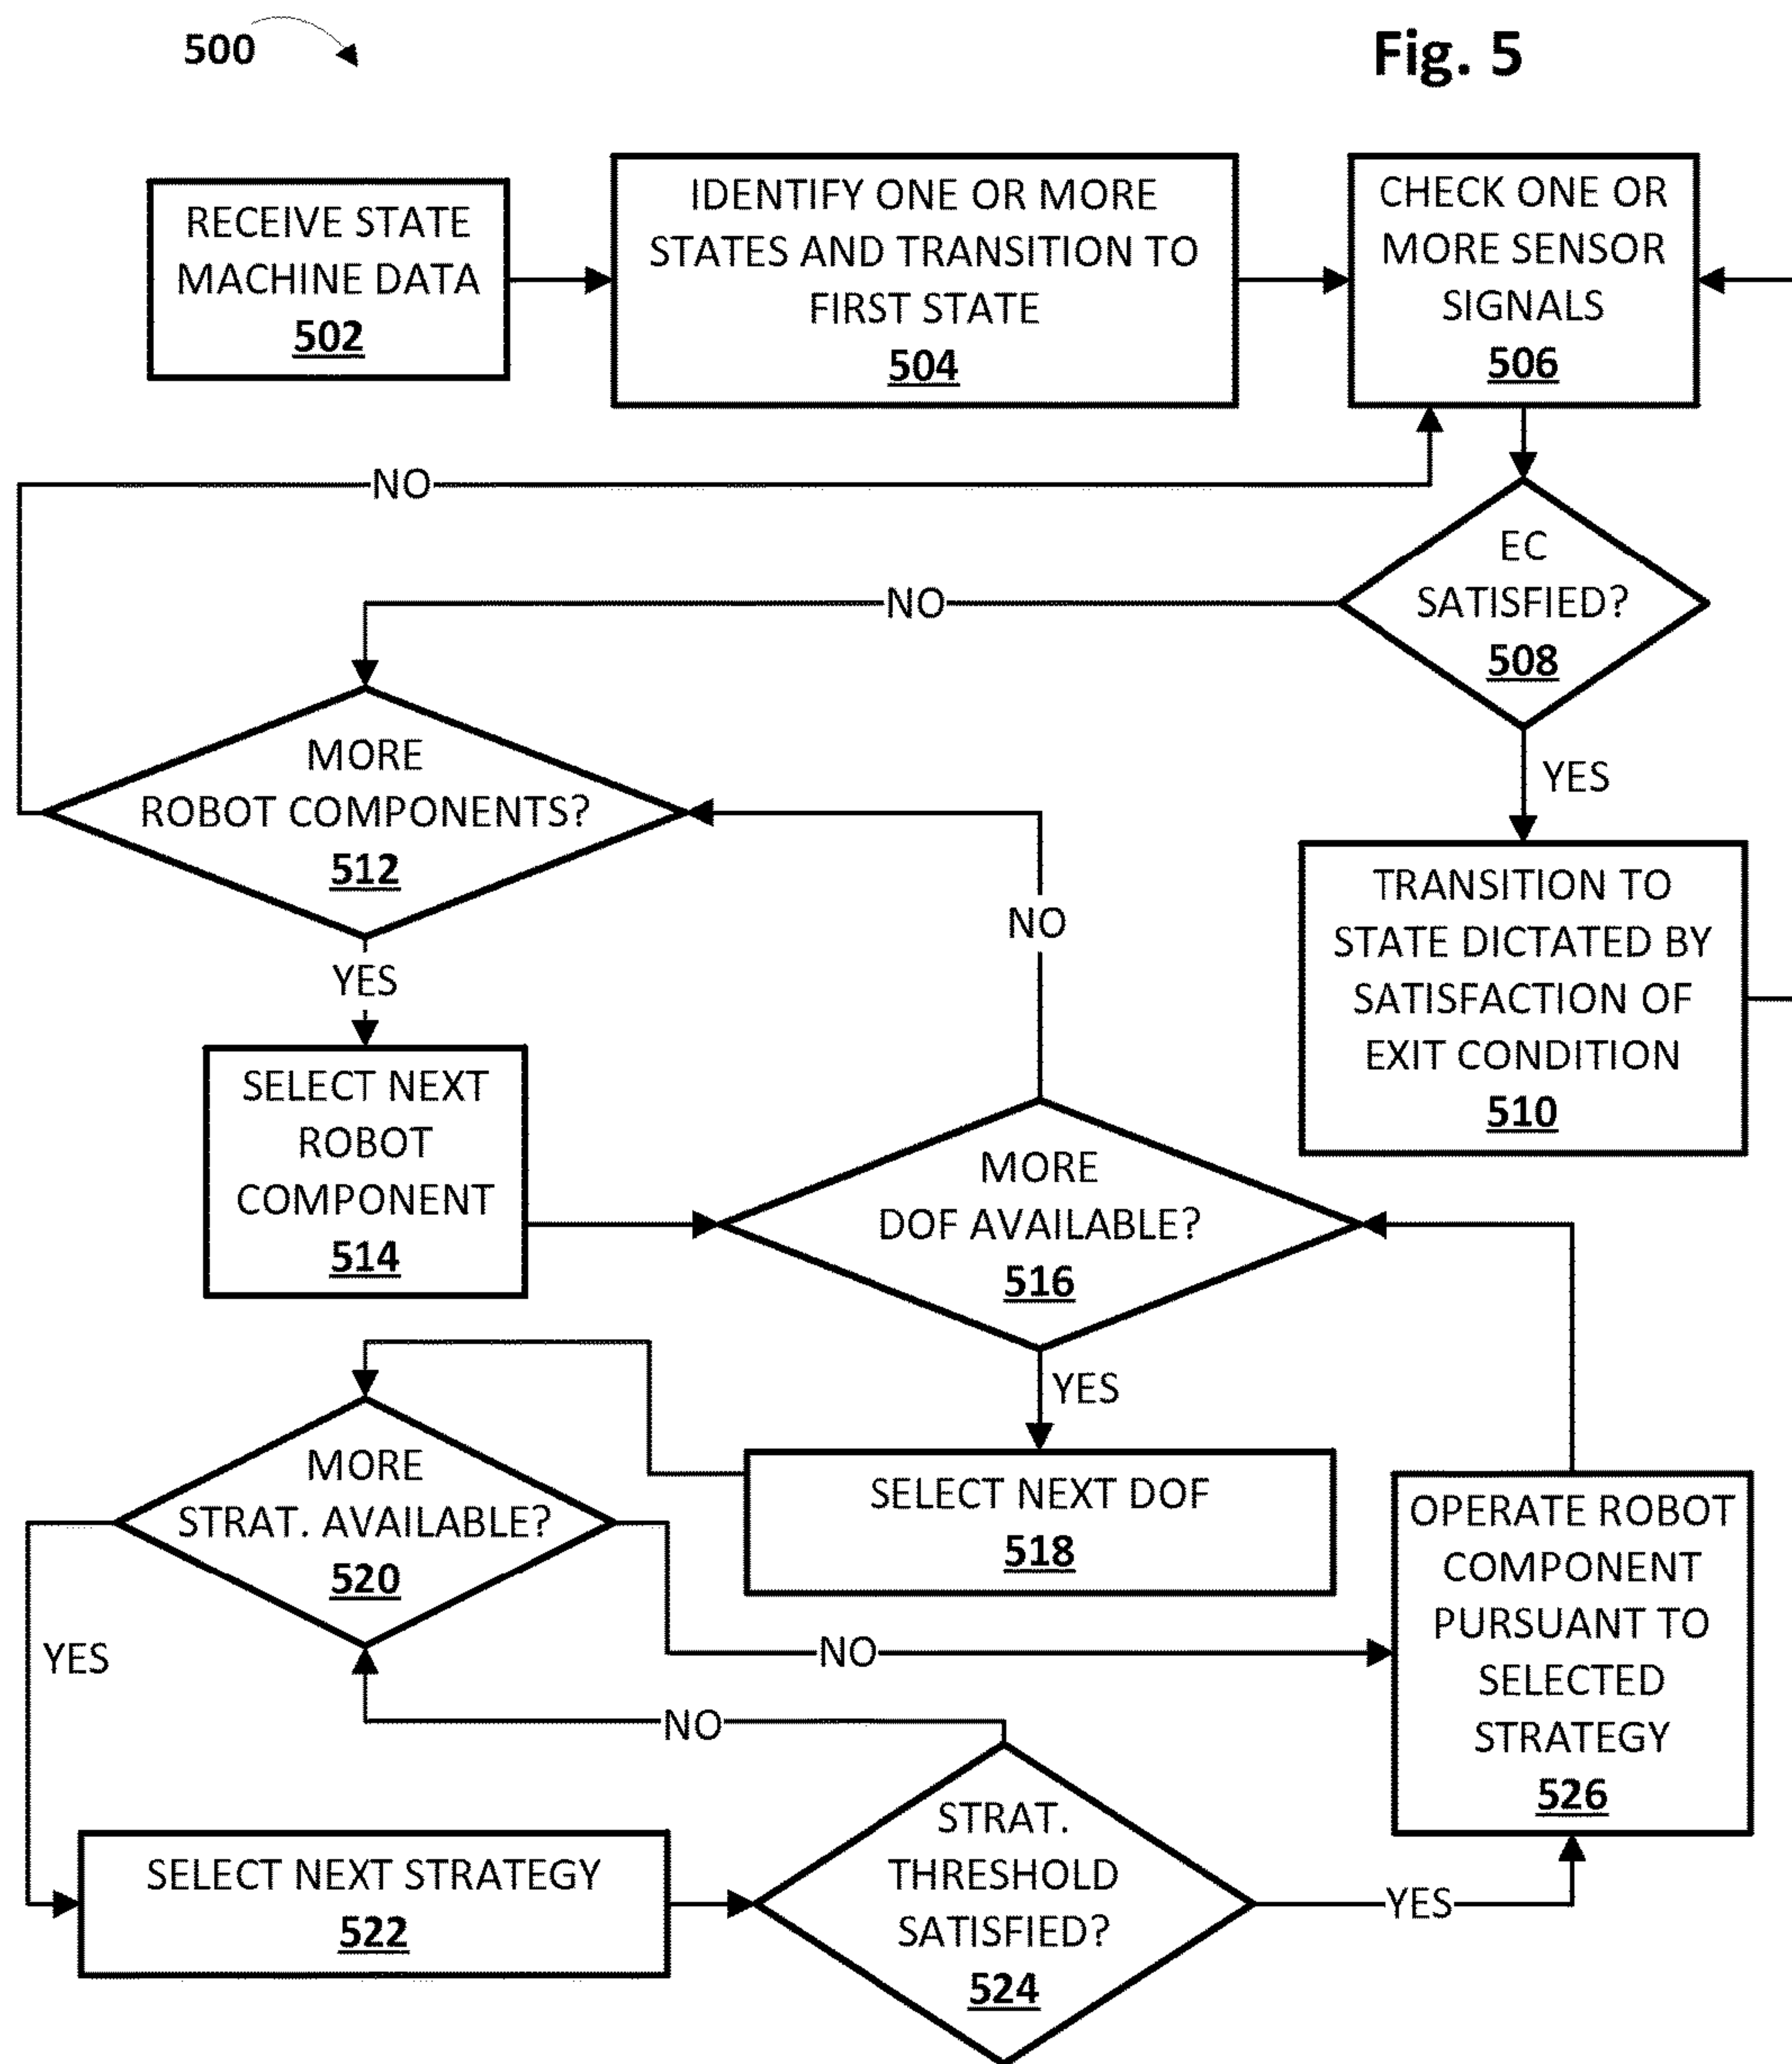 500
Fig. 5
RECEIVE STATE
MACHINE DATA
502
IDENTIFY ONE OR MORE
STATES AND TRANSITION TO
FIRST STATE
504
CHECK ONE OR
MORE SENSOR
SIGNALS
506
NO
EC
SATISFIED?
508
NO
YES
MORE
ROBOT COMPONENTS?
512
NO
TRANSITION TO
STATE DICTATED BY
SATISFACTION OF
EXIT CONDITION
510
YES
SELECT NEXT
ROBOT
COMPONENT
514
MORE
DOF AVAILABLE?
516
YES
MORE
STRAT. AVAILABLE?
520
SELECT NEXT DOF
518
OPERATE ROBOT
COMPONENT
PURSUANT TO
SELECTED
STRATEGY
526
YES
NO
NO
SELECT NEXT STRATEGY
522
STRAT.
THRESHOLD
SATISFIED?
524
YES